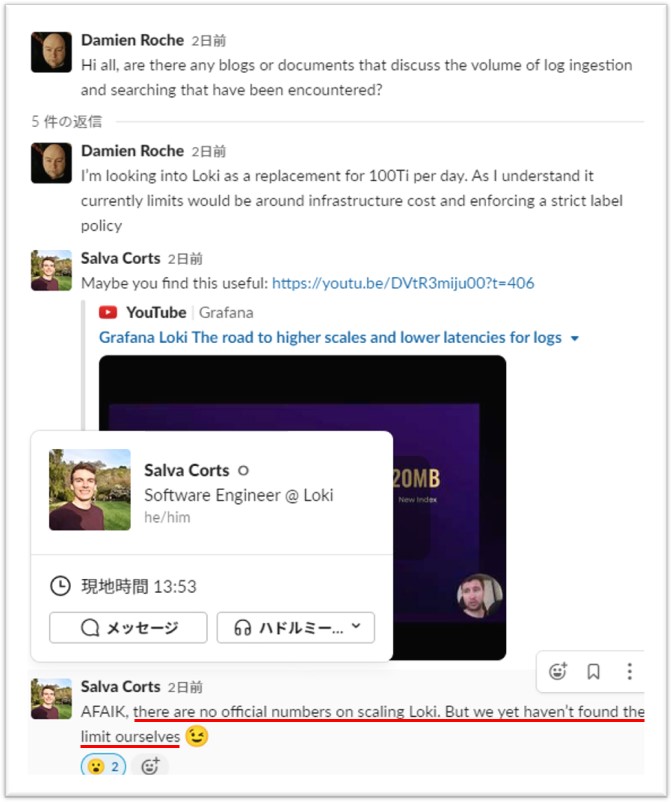 Damien Roche 2日前
Hi all, are there any blogs or documents that discuss the volume of log ingestion
and searching that have been encountered?
5 件の返信
Damien Roche 2日前
I'm looking into Loki as a replacement for 100Ti per day. As I understand it
currently limits would be around infrastructure cost and enforcing a strict label
policy
Salva Corts 2日前
Maybe you find this useful: https://youtu.be/DVtR3miju00?t=406
YouTube Grafana
Grafana Loki The road to higher scales and lower latencies for logs
20MB
New Index
Salva Corts
Software Engineer @ Loki
he/him
現地時間 13:53
メッセージ ハドルミー...
Salva Corts 2日前
AFAIK, there are no official numbers on scaling Loki. But we yet haven't found the
limit ourselves 😉
😮 2